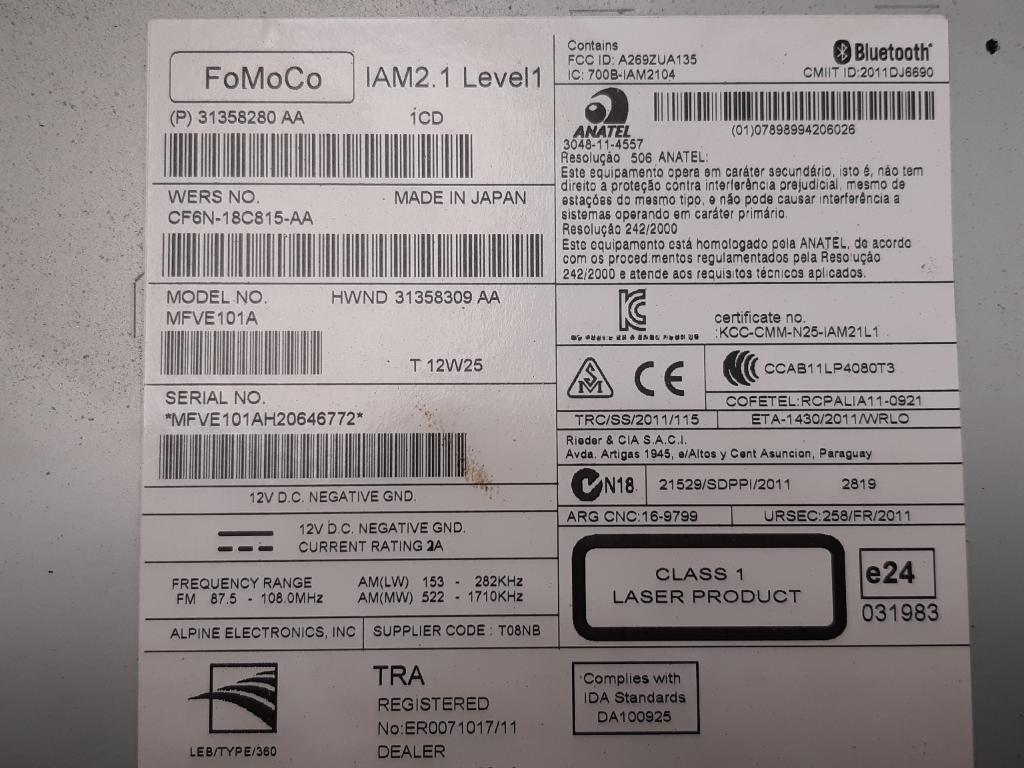 FoMoCo
IAM2.1 Level1
(P) 31358280 AA 1CD
WERS NO. MADE IN JAPAN
CF6N-18C815-AA
MODEL NO. HWND 31358309 AA
MFVE101A
T 12W25
SERIAL NO.
*MFVE101AH20646772*
12V D.C. NEGATIVE GND.
12V D.C. NEGATIVE GND.
CURRENT RATING 2A
FREQUENCY RANGE AM(LW) 153 - 282KHz
FM 87.5 - 108.0MHz AM(MW) 522 - 1710KHz
ALPINE ELECTRONICS, INC SUPPLIER CODE : T08NB
LEB/TYPE/360
TRA
REGISTERED
No:ER0071017/11
DEALER
Complies with
IDA Standards
DA100925
Contains
FCC ID: A269ZUA135
IC: 700B-IAM2104
Bluetooth®
CMIIT ID:2011DJ6690
ANATEL
3048-11-4557
(01)07898994206026
Resolução 506 ANATEL:
Este equipamento opera em caráter secundário, isto é, não tem
direito a proteção contra interferência prejudicial, mesmo de
estações do mesmo tipo, e não pode causar interferência a
sistemas operando em caráter primário.
Resolução 242/2000
Este equipamento está homologado pela ANATEL, de acordo
com os procedimentos regulamentados pela Resolução
242/2000 e atende aos requisitos técnicos aplicados.
certificate no.
:KCC-CMM-N25-IAM21L1
CE
CCAB11LP4080T3
COFETEL:RCPALIA11-0921
TRC/SS/2011/115 ETA-1430/2011/WRLO
Rieder & CIA S.A.C.I.
Avda. Artigas 1945, e/Altos y Cent Asuncion, Paraguay
N18 21529/SDPPI/2011 2819
ARG CNC:16-9799 URSEC:258/FR/2011
CLASS 1
LASER PRODUCT
e24
031983